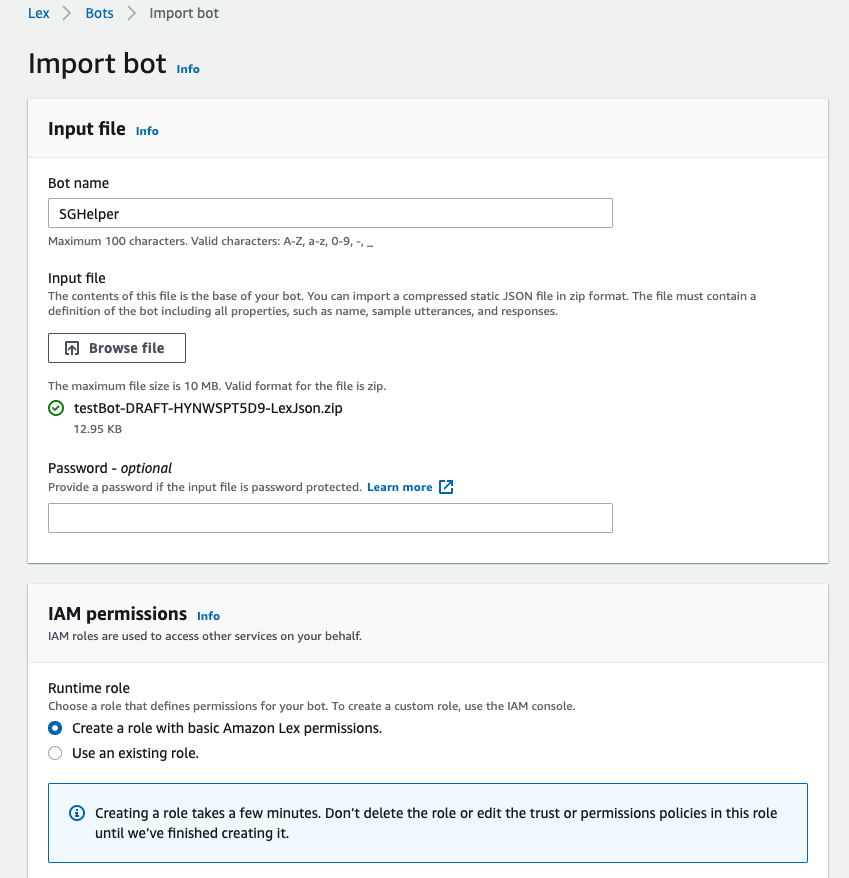 Lex > Bots > Import bot
Import bot Info
Input file Info
Bot name
SGHelper
Maximum 100 characters. Valid characters: A-Z, a-z, 0-9, -, _
Input file
The contents of this file is the base of your bot. You can import a compressed static JSON file in zip format. The file must contain a
definition of the bot including all properties, such as name, sample utterances, and responses.
Browse file
The maximum file size is 10 MB. Valid format for the file is zip.
testBot-DRAFT-HYNWSPT5D9-LexJson.zip
12.95 KB
Password - optional
Provide a password if the input file is password protected. Learn more
IAM permissions Info
IAM roles are used to access other services on your behalf.
Runtime role
Choose a role that defines permissions for your bot. To create a custom role, use the IAM console.
Create a role with basic Amazon Lex permissions.
Use an existing role.
Creating a role takes a few minutes. Don’t delete the role or edit the trust or permissions policies in this role
until we’ve finished creating it.